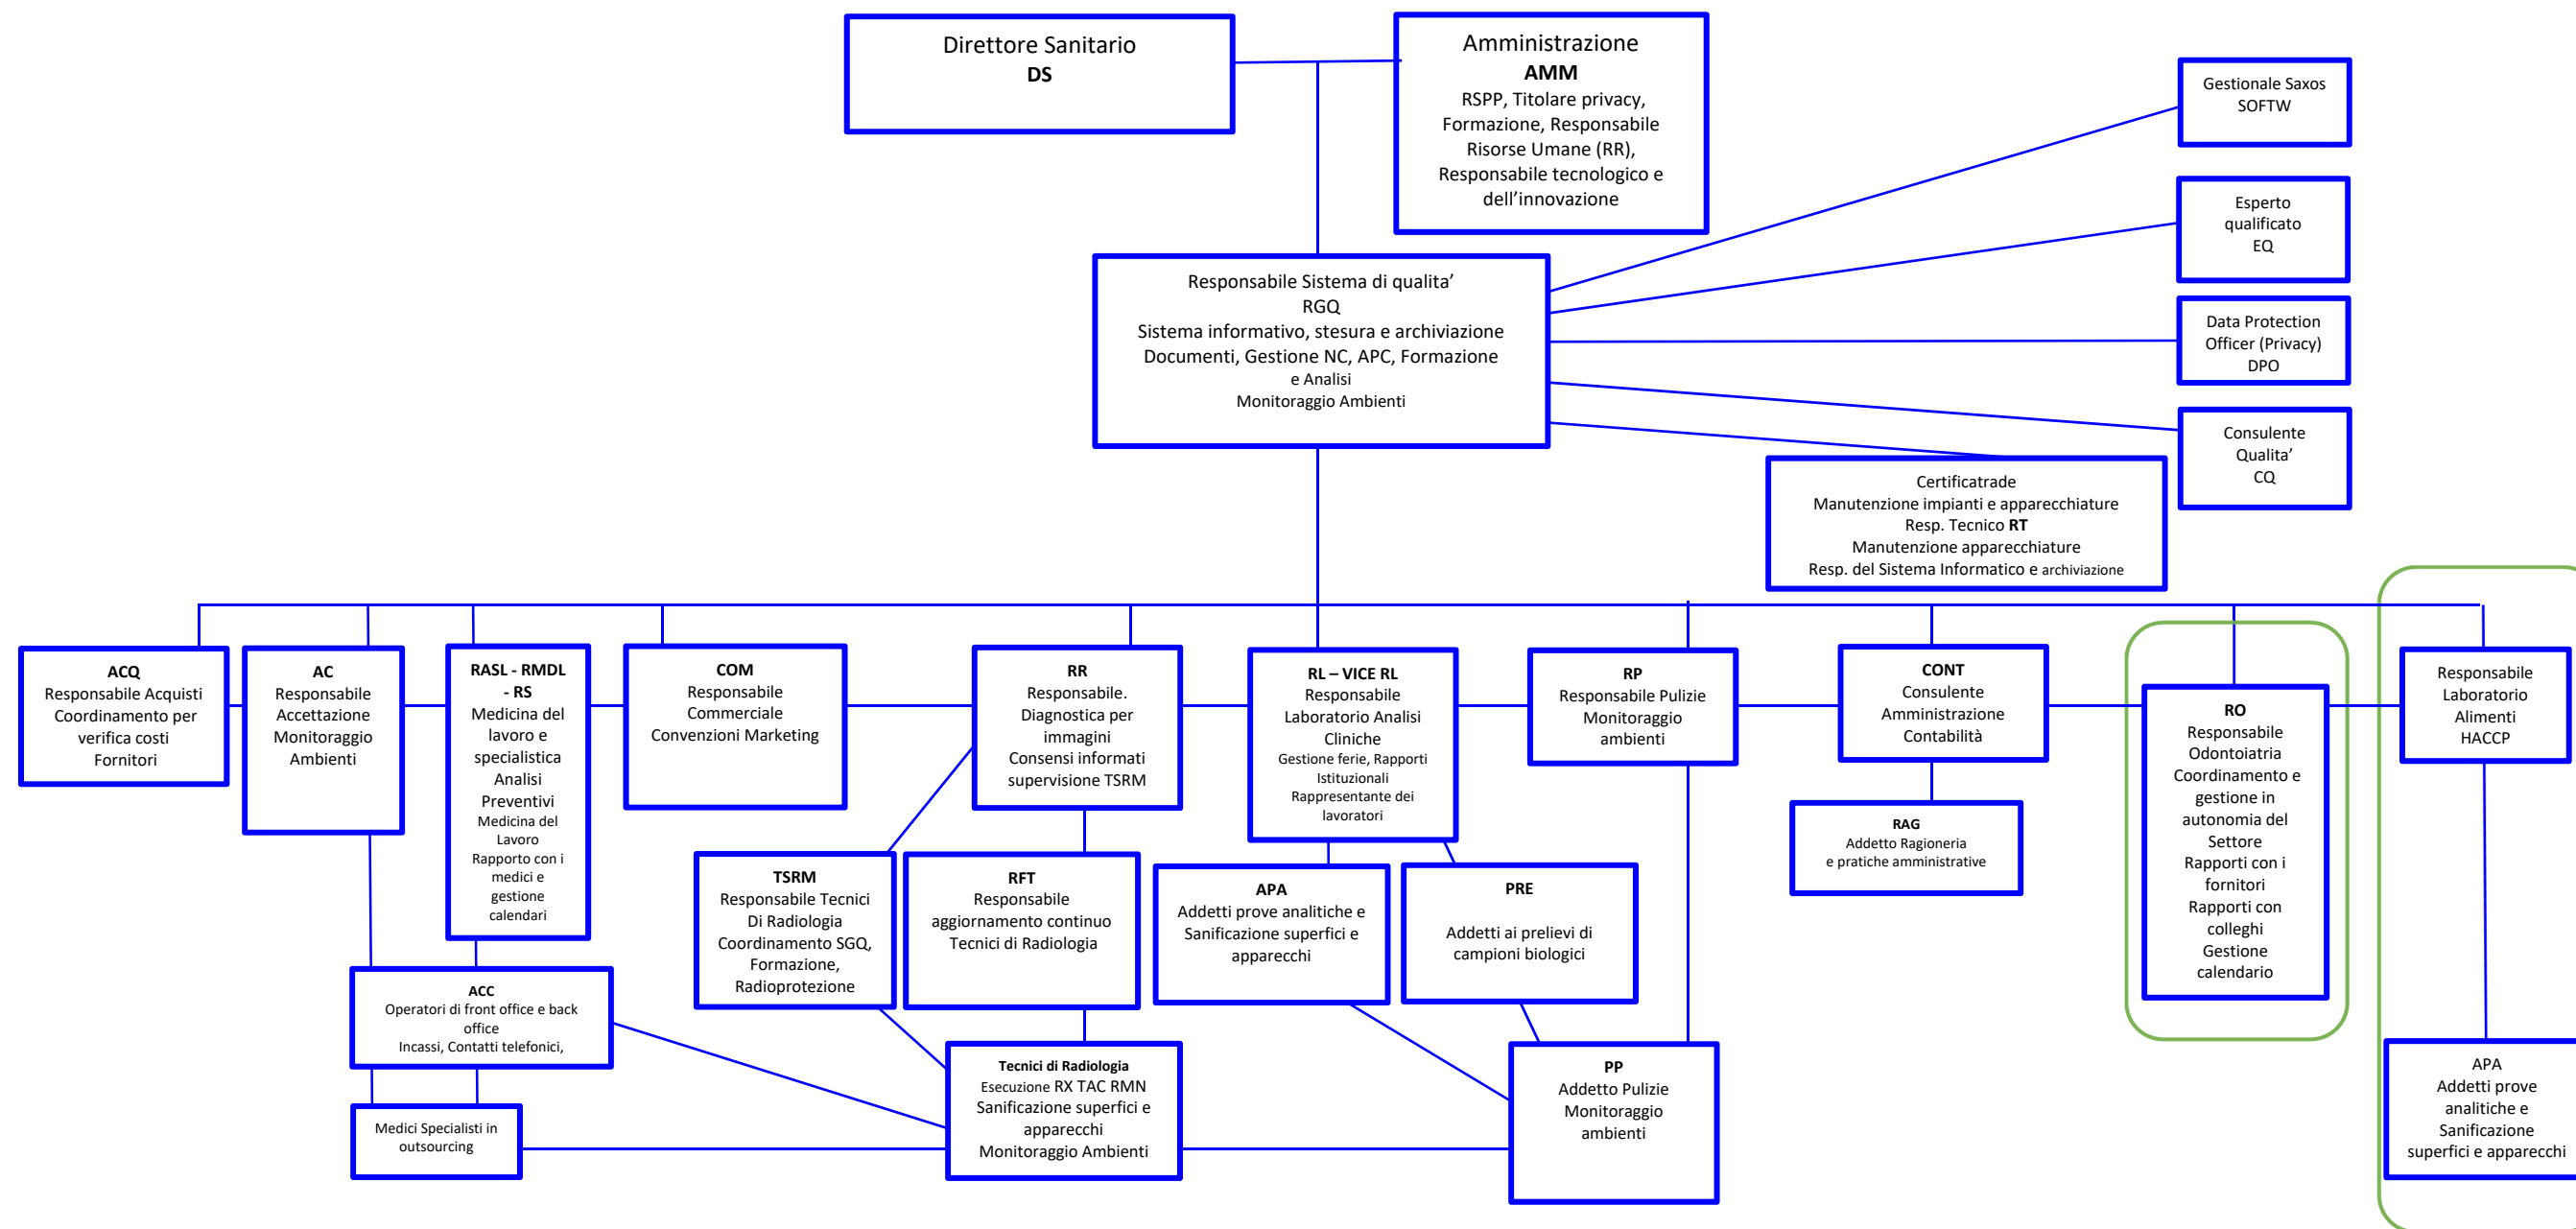 Direttore Sanitario
DS
Amministrazione
AMM
RSPP, Titolare privacy,
Formazione, Responsabile
Risorse Umane (RR),
Responsabile tecnologico e
dell’innovazione
Gestionale Saxos
SOFTW
Esperto
qualificato
EQ
Data Protection
Officer (Privacy)
DPO
Consulente
Qualita’
CQ
Responsabile Sistema di qualita’
RGQ
Sistema informativo, stesura e archiviazione
Documenti, Gestione NC, APC, Formazione
e Analisi
Monitoraggio Ambienti
Certificatrade
Manutenzione impianti e apparecchiature
Resp. Tecnico RT
Manutenzione apparecchiature
Resp. del Sistema Informatico e archiviazione
ACQ
Responsabile Acquisti
Coordinamento per
verifica costi
Fornitori
AC
Responsabile
Accettazione
Monitoraggio
Ambienti
RASL - RMDL
- RS
Medicina del
lavoro e
specialistica
Analisi
Preventivi
Medicina del
Lavoro
Rapporto con i
medici e
gestione
calendari
COM
Responsabile
Commerciale
Convenzioni Marketing
RR
Responsabile.
Diagnostica per
immagini
Consensi informati
supervisione TSRM
RL – VICE RL
Responsabile
Laboratorio Analisi
Cliniche
Gestione ferie, Rapporti
Istituzionali
Rappresentante dei
lavoratori
RP
Responsabile Pulizie
Monitoraggio
ambienti
CONT
Consulente
Amministrazione
Contabilità
RO
Responsabile
Odontoiatria
Coordinamento e
gestione in
autonomia del
Settore
Rapporti con i
fornitori
Rapporti con
colleghi
Gestione
calendario
Responsabile
Laboratorio
Alimenti
HACCP
RAG
Addetto Ragioneria
e pratiche amministrative
TSRM
Responsabile Tecnici
Di Radiologia
Coordinamento SGQ,
Formazione,
Radioprotezione
RFT
Responsabile
aggiornamento continuo
Tecnici di Radiologia
APA
Addetti prove analitiche e
Sanificazione superfici e
apparecchi
PRE
Addetti ai prelievi di
campioni biologici
ACC
Operatori di front office e back
office
Incassi, Contatti telefonici,
Tecnici di Radiologia
Esecuzione RX TAC RMN
Sanificazione superfici e
apparecchi
Monitoraggio Ambienti
PP
Addetto Pulizie
Monitoraggio
ambienti
APA
Addetti prove
analitiche e
Sanificazione
superfici e apparecchi
Medici Specialisti in
outsourcing